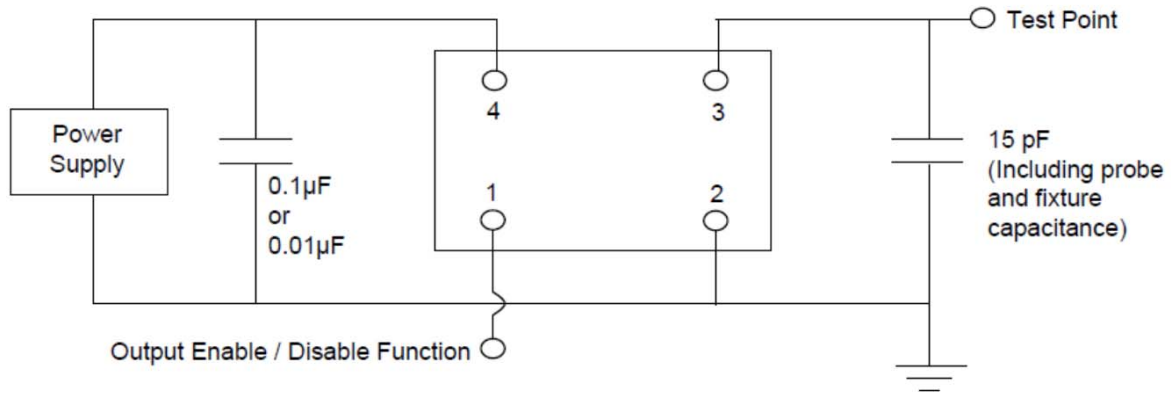 Test Point
4
3
Power
Supply
15 pF
(Including probe
and fixture
capacitance)
0.1µF
or
0.01µF
1
2
Output Enable / Disable Function